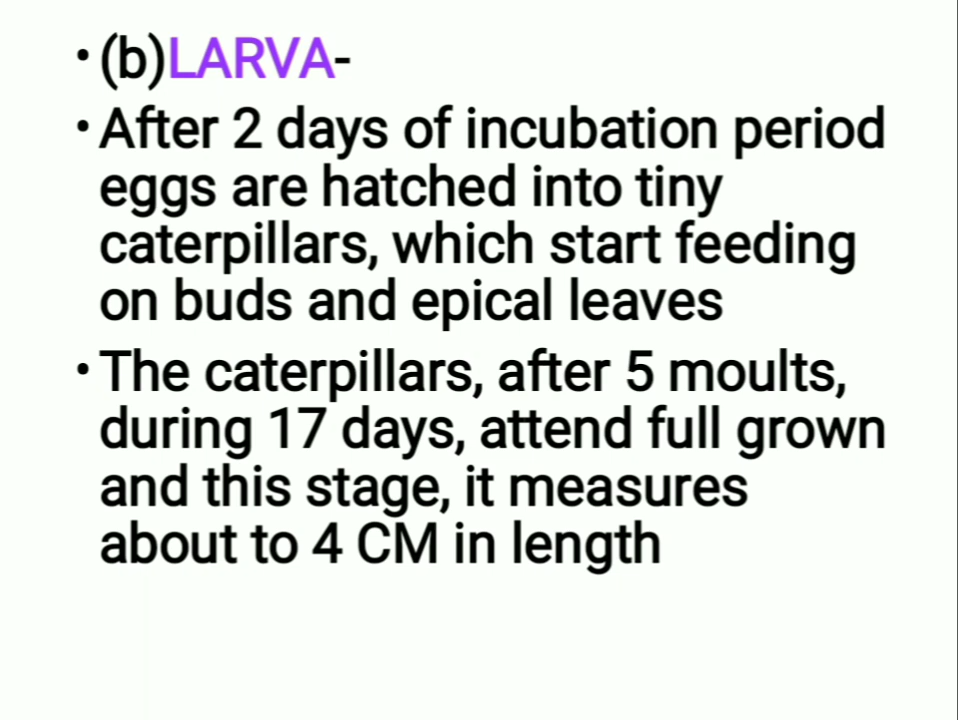 • (b)LARVA-
• After 2 days of incubation period
eggs are hatched into tiny
caterpillars, which start feeding
on buds and epical leaves
• The caterpillars, after 5 moults,
during 17 days, attend full grown
and this stage, it measures
about to 4 CM in length